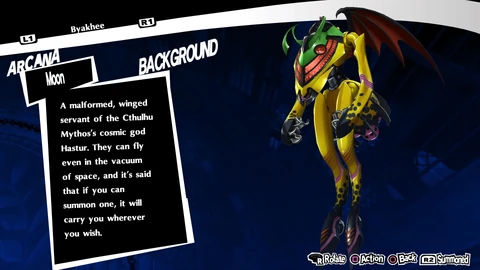 L1
Byakhee
R1
ARCANA
Moon
BACKGROUND
A malformed, winged
servant of the Cthulhu
Mythos's cosmic god
Hastur. They can fly
even in the vacuum
of space, and it's said
that if you can
summon one, it will
carry you wherever
you wish.
R Rotate Action Back R2 Summoned